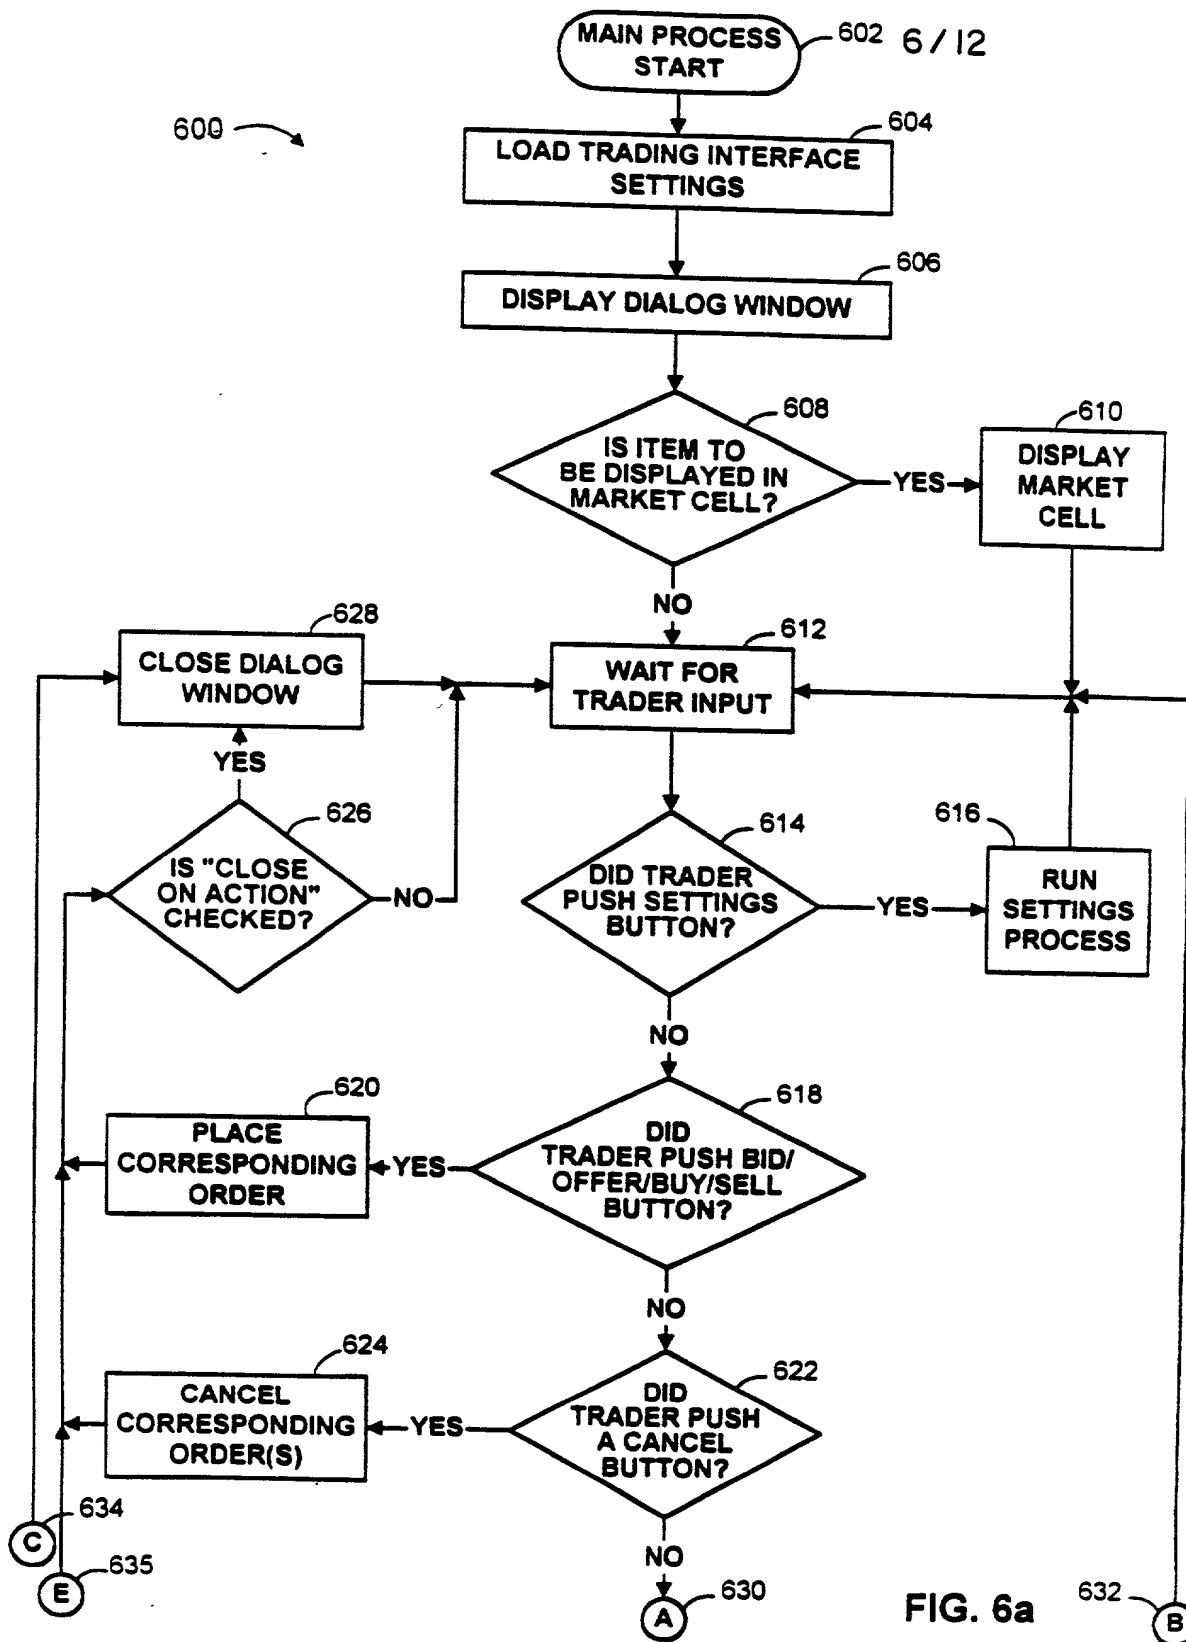 MAIN PROCESS
START
602
6/12
600
604
LOAD TRADING INTERFACE
SETTINGS
606
DISPLAY DIALOG WINDOW
608
IS ITEM TO
BE DISPLAYED IN
MARKET CELL?
YES
610
DISPLAY
MARKET
CELL
NO
628
CLOSE DIALOG
WINDOW
612
WAIT FOR
TRADER INPUT
YES
626
IS "CLOSE
ON ACTION"
CHECKED?
NO
614
DID TRADER
PUSH SETTINGS
BUTTON?
YES
616
RUN
SETTINGS
PROCESS
NO
620
PLACE
CORRESPONDING
ORDER
YES
618
DID
TRADER PUSH BID/
OFFER/BUY/SELL
BUTTON?
NO
624
CANCEL
CORRESPONDING
ORDER(S)
YES
622
DID
TRADER PUSH
A CANCEL
BUTTON?
634
C
635
E
NO
630
A
FIG. 6a
632
B